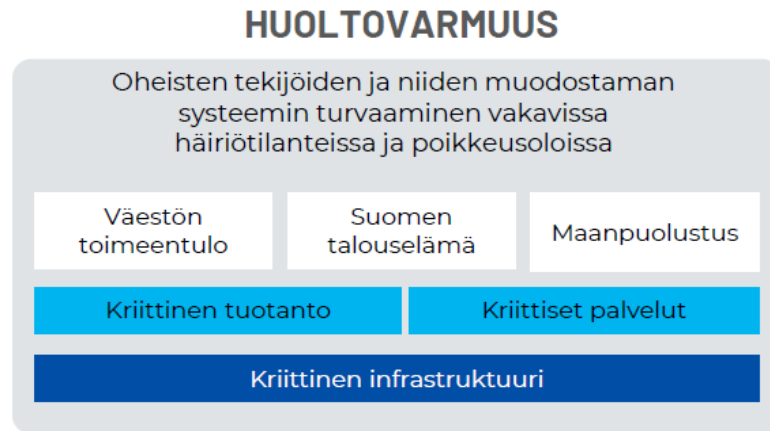 HUOLTOVARMUUS
Oheisten tekijöiden ja niiden muodostaman
systeemin turvaaminen vakavissa
häiriötilanteissa ja poikkeusoloissa
Väestön
toimeentulo
Suomen
talouselämä
Maanpuolustus
Kriittinen tuotanto
Kriittiset palvelut
Kriittinen infrastruktuuri